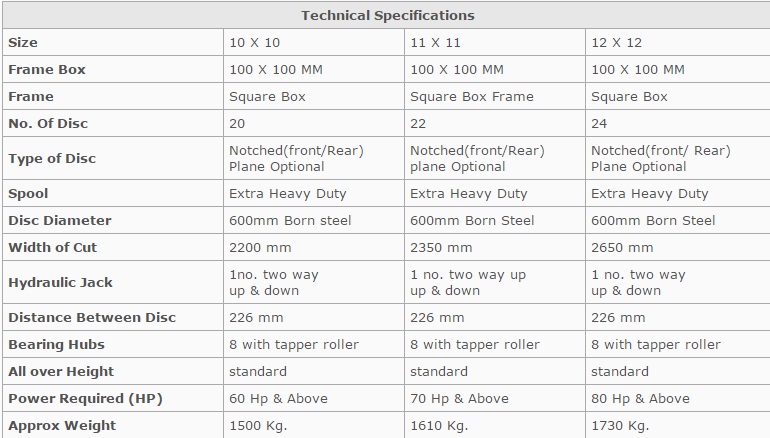 Technical Specifications
Size 10 X 10 11 X 11 12 X 12
Frame Box 100 X 100 MM 100 X 100 MM 100 X 100 MM
Frame Square Box Square Box Frame Square Box
No. Of Disc 20 22 24
Type of Disc Notched(front/Rear) Notched(front/Rear) Notched(front/ Rear)
Plane Optional plane Optional Plane Optional
Spool Extra Heavy Duty Extra Heavy Duty Extra Heavy Duty
Disc Diameter 600mm Born steel 600mm Born Steel 600mm Born Steel
Width of Cut 2200 mm 2350 mm 2650 mm
Hydraulic Jack 1no. two way 1 no. two way up 1 no. two way
up & down up & down up & down
Distance Between Disc 226 mm 226 mm 226 mm
Bearing Hubs 8 with tapper roller 8 with tapper roller 8 with tapper roller
All over Height standard standard standard
Power Required (HP) 60 Hp & Above 70 Hp & Above 80 Hp & Above
Approx Weight 1500 Kg. 1610 Kg. 1730 Kg.